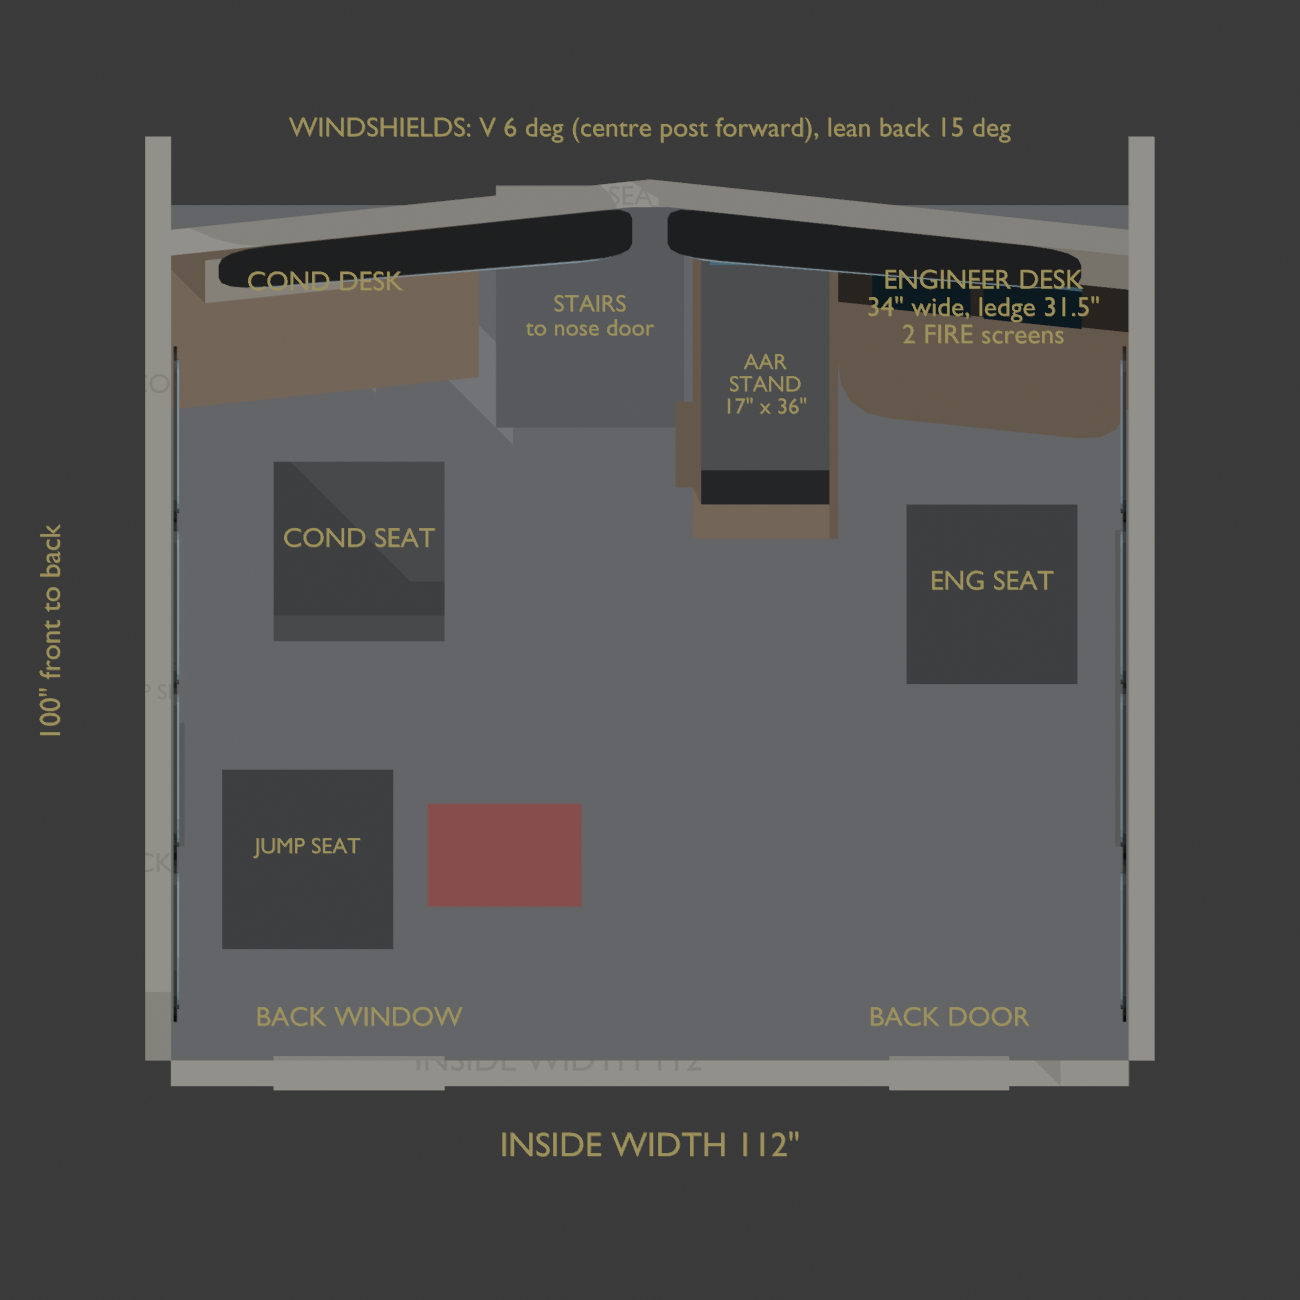 WINDSHIELDS: V 6 deg (centre post forward), lean back 15 deg
SEA
COND DESK
STAIRS
to nose door
ENGINEER DESK
34" wide, ledge 31.5"
2 FIRE screens
AAR
STAND
17" x 36"
COND SEAT
ENG SEAT
100" front to back
JUMP SEAT
BACK WINDOW
BACK DOOR
INSIDE WIDTH 112"